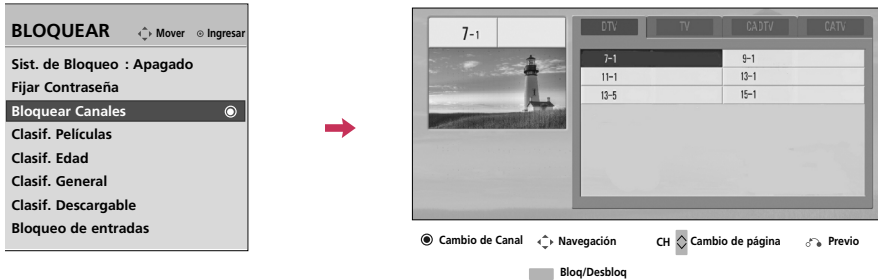 BLOQUEAR Mover Ingresar
Sist. de Bloqueo : Apagado
Fijar Contraseña
Bloquear Canales
Clasif. Películas
Clasif. Edad
Clasif. General
Clasif. Descargable
Bloqueo de entradas
7-1
DTV TV CADTV CATV
7-1 9-1
11-1 13-1
13-5 15-1
Cambio de Canal Navegación CH Cambio de página Previo
Bloq/Desbloq